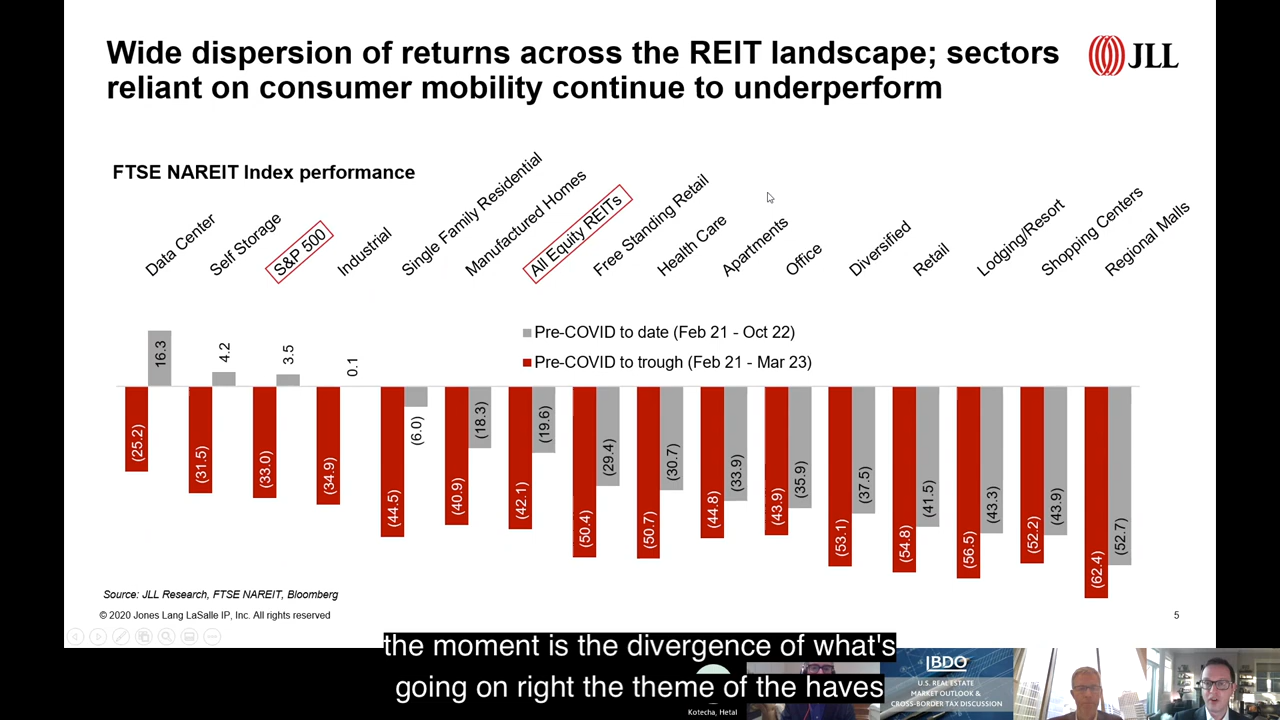 Wide dispersion of returns across the REIT landscape; sectors
reliant on consumer mobility continue to underperform
JLL
FTSE NAREIT Index performance
Data Center
Self Storage
S&P 500
Industrial
Single Family Residential
Manufactured Homes
All Equity REITs
Free Standing Retail
Health Care
Apartments
Office
Diversified
Retail
Lodging/Resort
Shopping Centers
Regional Malls
Pre-COVID to date (Feb 21 - Oct 22)
Pre-COVID to trough (Feb 21 - Mar 23)
(25.2)
16.3
(31.5)
4.2
(33.0)
3.5
(34.9)
0.1
(44.5)
(6.0)
(40.9)
(18.3)
(42.1)
(19.6)
(50.4)
(29.4)
(50.7)
(30.7)
(44.8)
(33.9)
(43.9)
(35.9)
(53.1)
(37.5)
(54.8)
(41.5)
(56.5)
(43.3)
(52.2)
(43.9)
(62.4)
(52.7)
Source: JLL Research, FTSE NAREIT, Bloomberg
© 2020 Jones Lang LaSalle IP, Inc. All rights reserved
5
the moment is the divergence of what's
going on right the theme of the haves
Kotecha, Hetal
BDO
U.S. REAL ESTATE
MARKET OUTLOOK &
CROSS-BORDER TAX DISCUSSION